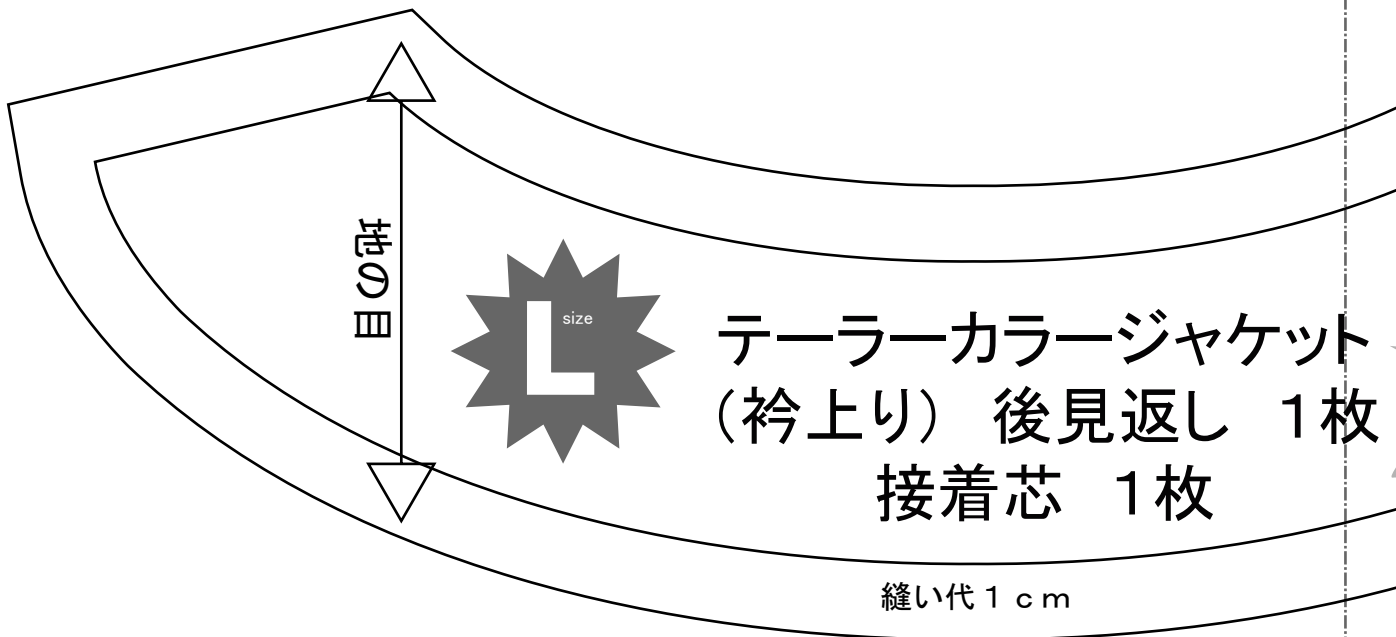 地の目
L size
テーラーカラージャケット
（衿上り）　後見返し　１枚
接着芯　１枚
縫い代１ｃｍ